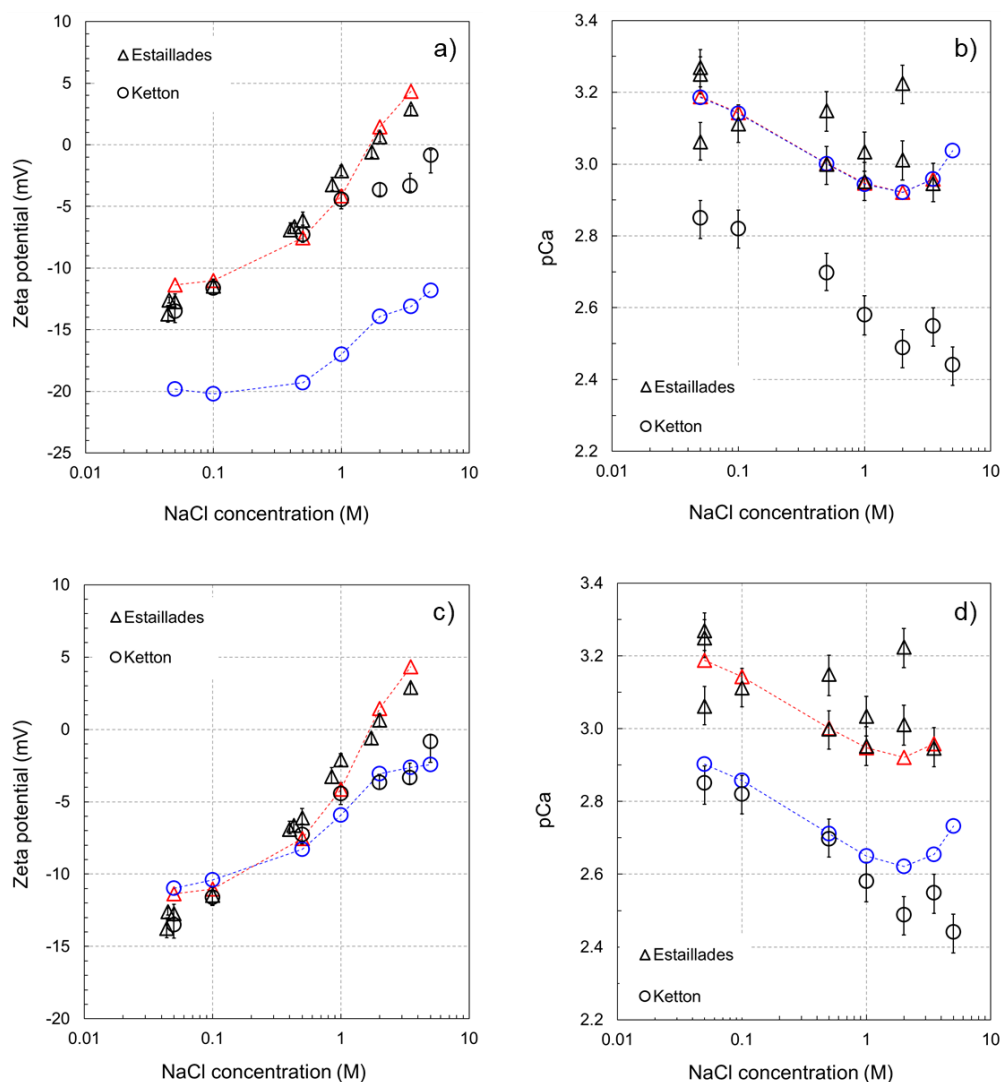 a)
Estaillades
Ketton
10
5
0
-5
-10
-15
-20
-25
0.01
0.1
1
10
Zeta potential (mV)
NaCl concentration (M)
b)
3.4
3.2
3.0
2.8
2.6
2.4
2.2
Estaillades
Ketton
0.01
0.1
1
10
pCa
NaCl concentration (M)
c)
Estaillades
Ketton
10
5
0
-5
-10
-15
-20
0.01
0.1
1
10
Zeta potential (mV)
NaCl concentration (M)
d)
3.4
3.2
3.0
2.8
2.6
2.4
2.2
Estaillades
Ketton
0.01
0.1
1
10
pCa
NaCl concentration (M)